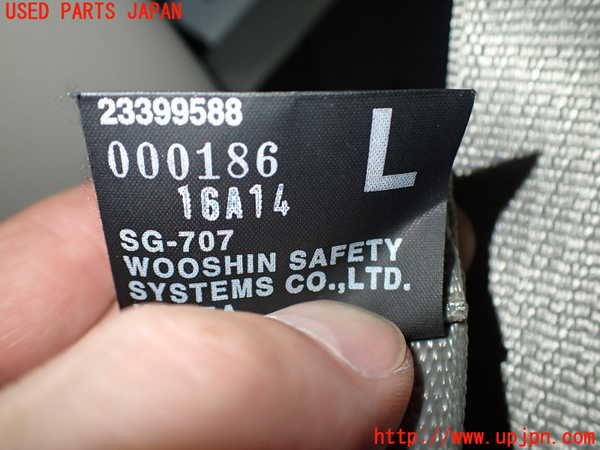 USED PARTS JAPAN
23399588
L
000186
16A14
SG-707
WOOSHIN SAFETY
SYSTEMS CO.,LTD.
http://www.upjpn.com/